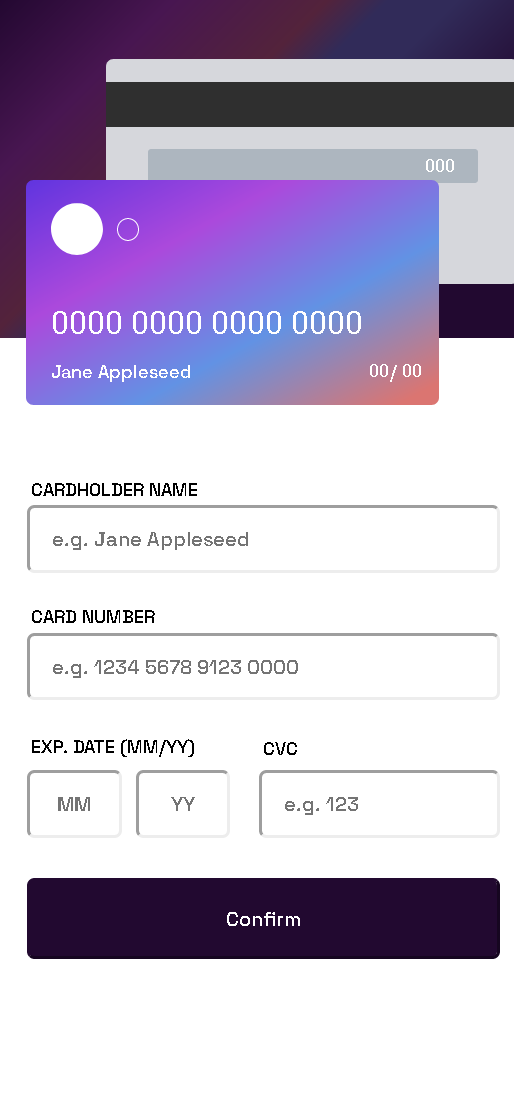 000
0000 0000 0000 0000
Jane Appleseed 00/ 00
CARDHOLDER NAME
e.g. Jane Appleseed
CARD NUMBER
e.g. 1234 5678 9123 0000
EXP. DATE (MM/YY) CVC
MM YY e.g. 123
Confirm